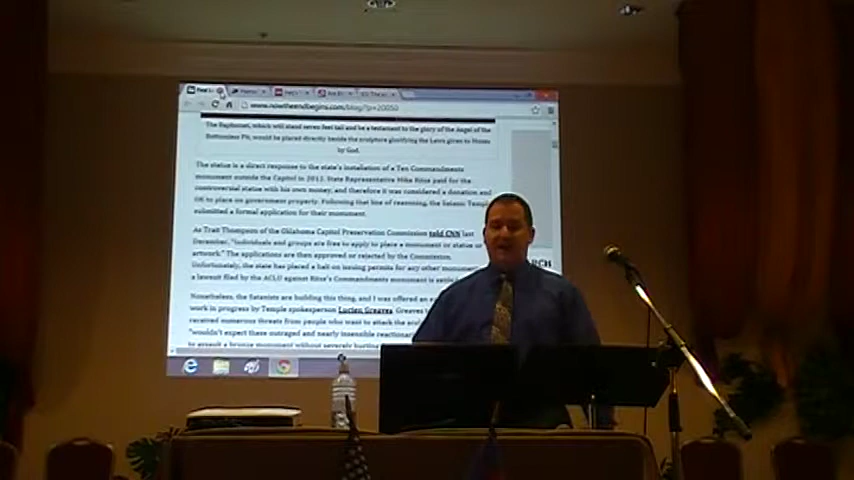 www.nowtheendbegins.com/blog/?p=20050
The Baphomet, which will stand seven feet tall and be a testament to the glory of the Angel of the
Bottomless Pit, would be placed directly beside the sculpture glorifying the Laws given to Moses
by God.
The statue is a direct response to the state's installation of a Ten Commandments
monument outside the Capitol in 2012. State Representative Mike Ritze paid for the
controversial statue with his own money, and therefore it was considered a donation and
OK to place on government property. Following that line of reasoning, the Satanic Temple
submitted a formal application for their monument.
As Trait Thompson of the Oklahoma Capitol Preservation Commission told CNN last
December, "Individuals and groups are free to apply to place a monument or statue or
artwork." The applications are then approved or rejected by the Commission.
Unfortunately, the state has placed a halt on issuing permits for any other
a lawsuit filed by the ACLU against Ritze's Commandments monument is
Nonetheless, the Satanists are building this thing, and I was offered an
work in progress by Temple spokesperson Lucien Greaves. Greaves
received numerous threats from people who want to attack the
"wouldn't expect these outraged and nearly insensible
to assault a bronze monument without severely hurting